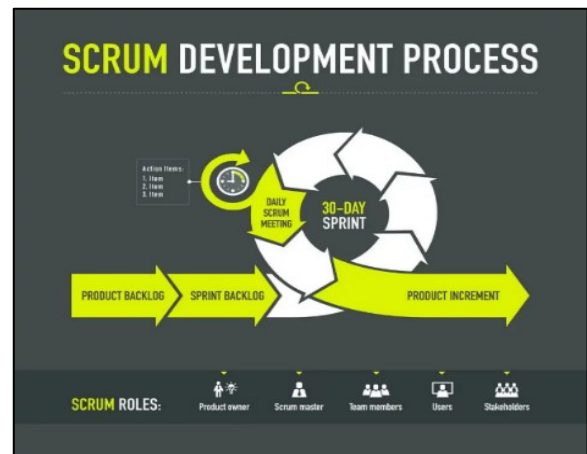 SCRUM DEVELOPMENT PROCESS
Action Items:
1. Item
2. Item
3. Item
DAILY
SCRUM
MEETING
30-DAY
SPRINT
PRODUCT BACKLOG
SPRINT BACKLOG
PRODUCT INCREMENT
SCRUM ROLES:
Product owner
Scrum master
Team members
Users
Stakeholders